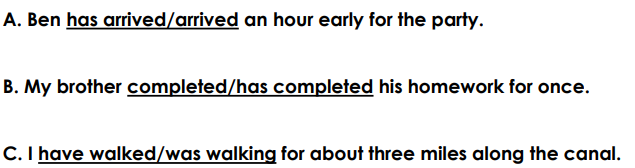 A. Ben has arrived/arrived an hour early for the party.
B. My brother completed/has completed his homework for once.
C. I have walked/was walking for about three miles along the canal.